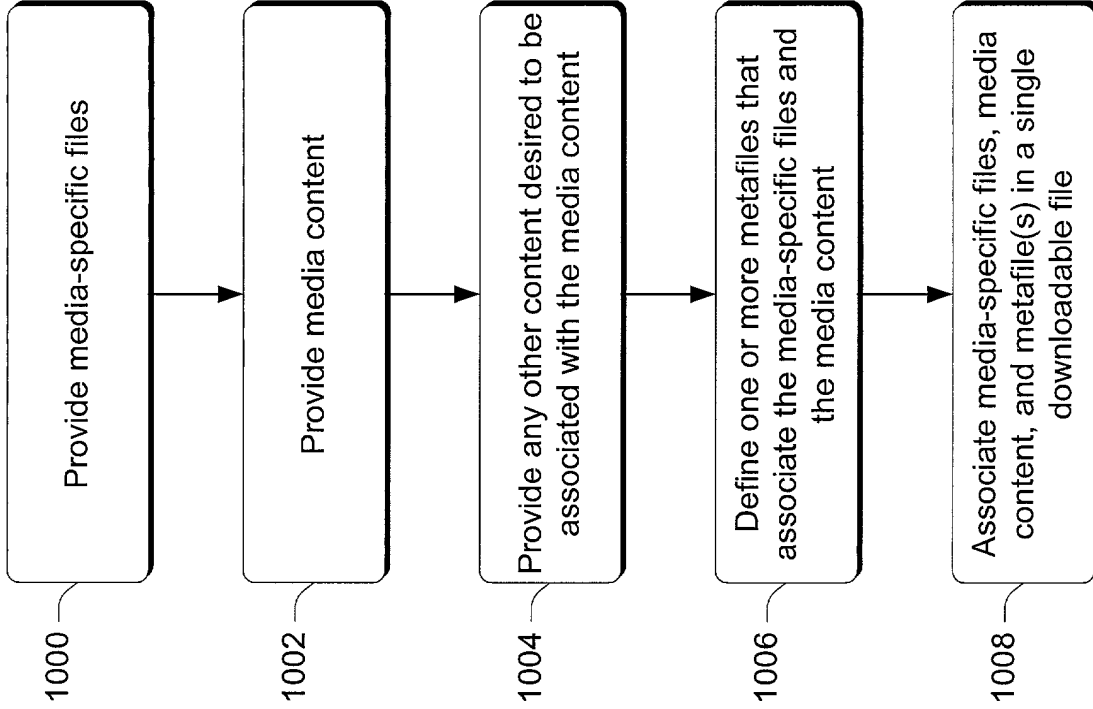 1000
Provide media-specific files
1002
Provide media content
1004
Provide any other content desired to be
associated with the media content
1006
Define one or more metafiles that
associate the media-specific files and
the media content
1008
Associate media-specific files, media
content, and metafile(s) in a single
downloadable file